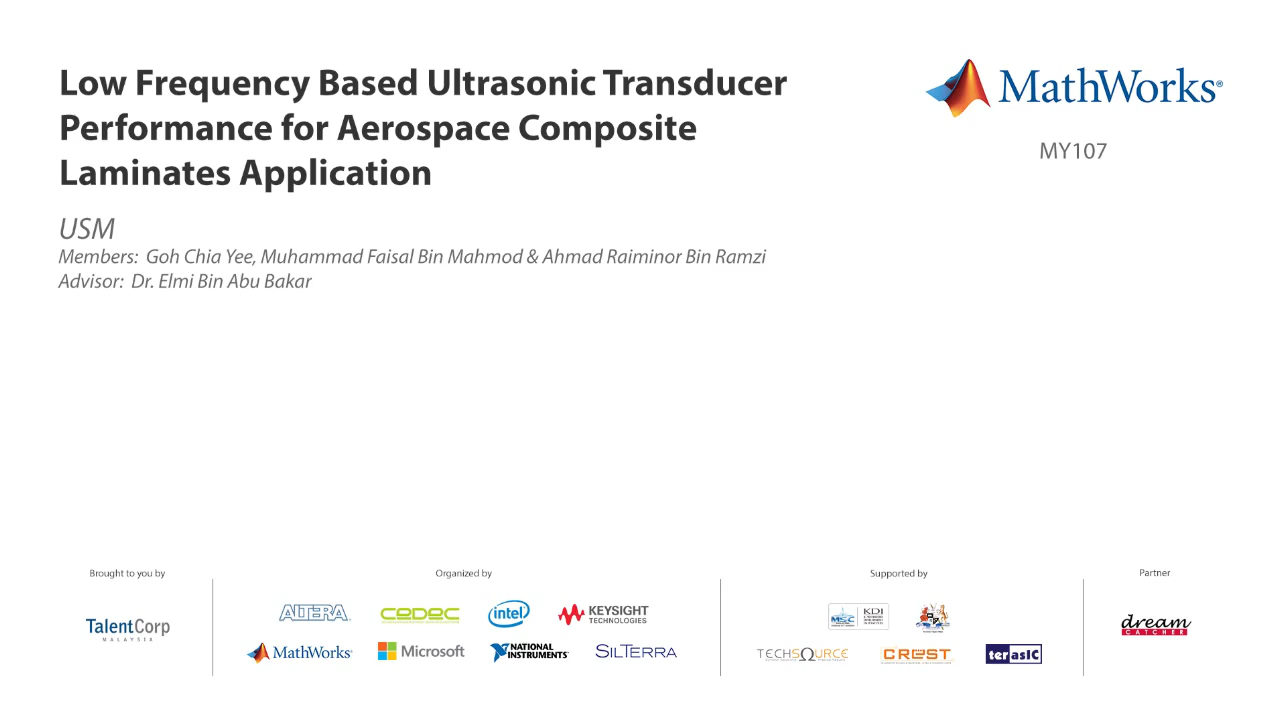 Low Frequency Based Ultrasonic Transducer
Performance for Aerospace Composite
Laminates Application
MathWorks®
MY107
USM
Members: Goh Chia Yee, Muhammad Faisal Bin Mahmod & Ahmad Raiminor Bin Ramzi
Advisor: Dr. Elmi Bin Abu Bakar
Brought to you by
TalentCorp
MALAYSIA
Organized by
ALTERA
CEDEC
intel
KEYSIGHT
TECHNOLOGIES
MathWorks
Microsoft
NATIONAL
INSTRUMENTS
SILTERRA
Supported by
MSC
KDI
TECHSOURCE
CREST
terasIC
Partner
dream
CATCHER